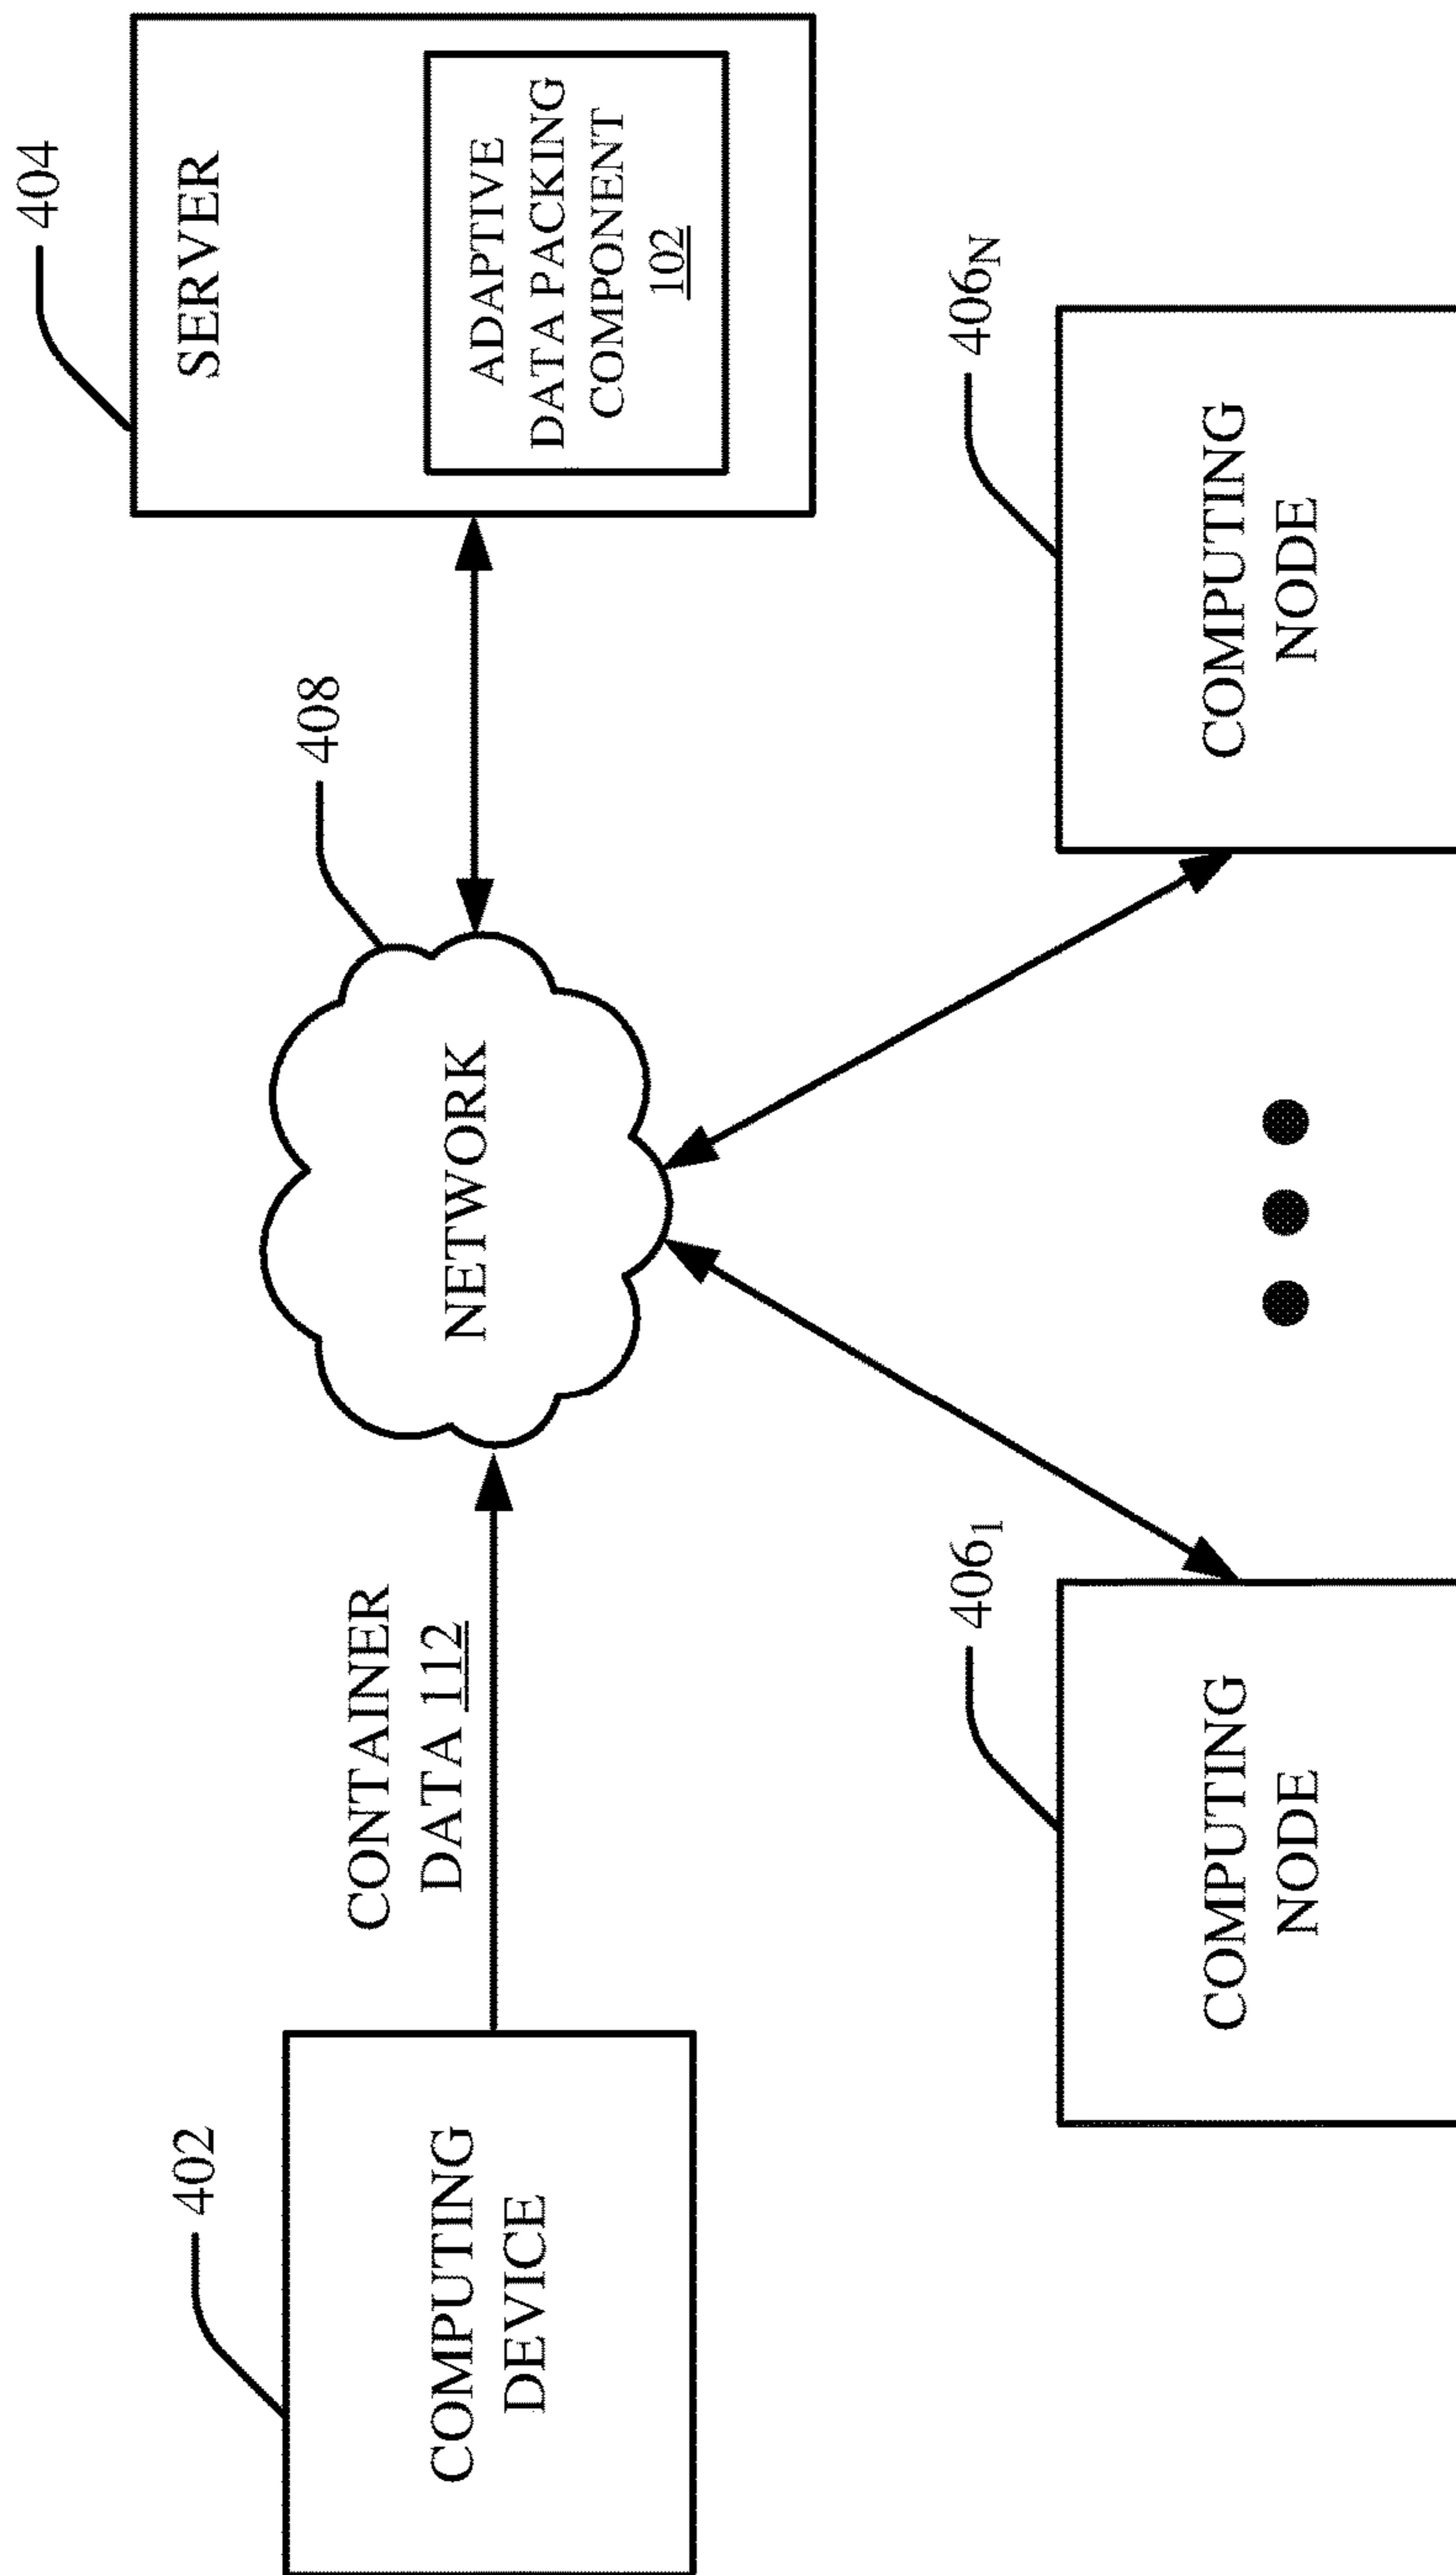 402
COMPUTING
DEVICE
CONTAINER
DATA 112
408
NETWORK
404
SERVER
ADAPTIVE
DATA PACKING
COMPONENT
102
406₁
COMPUTING
NODE
406ₙ
COMPUTING
NODE